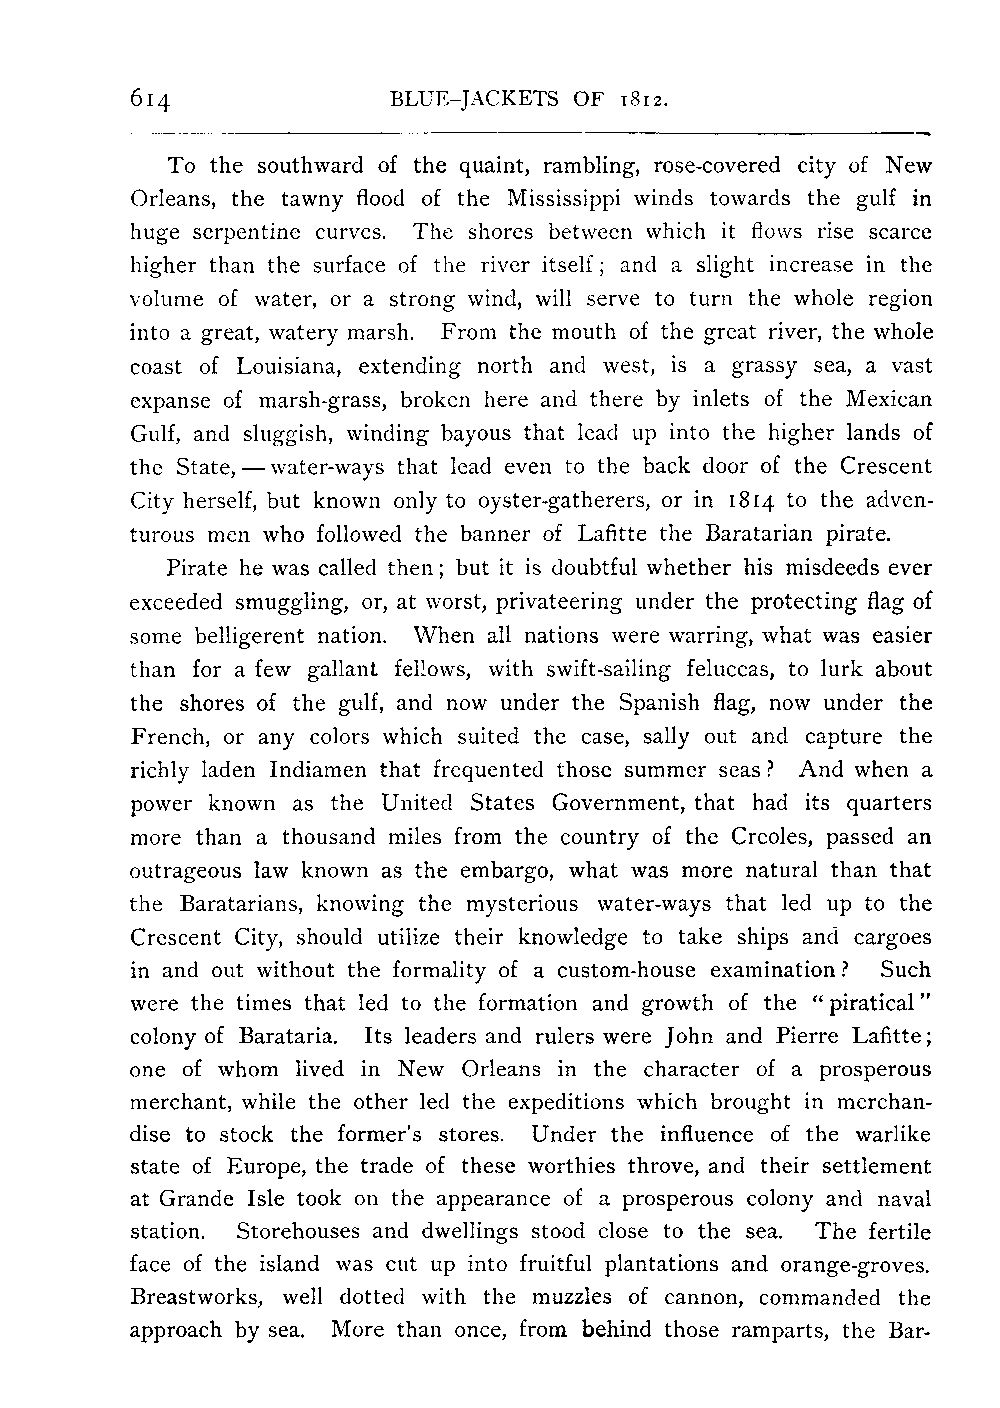 614 BLUE-JACKETS OF 1812.
To the southward of the quaint, rambling, rose-covered city of New
Orleans, the tawny flood of the Mississippi winds towards the gulf in
huge serpentine curves. The shores between which it flows rise scarce
higher than the surface of the river itself; and a slight increase in the
volume of water, or a strong wind, will serve to turn the whole region
into a great, watery marsh. From the mouth of the great river, the whole
coast of Louisiana, extending north and west, is a grassy sea, a vast
expanse of marsh-grass, broken here and there by inlets of the Mexican
Gulf, and sluggish, winding bayous that lead up into the higher lands of
the State, — water-ways that lead even to the back door of the Crescent
City herself, but known only to oyster-gatherers, or in 1814 to the adven-
turous men who followed the banner of Lafitte the Baratarian pirate.
Pirate he was called then; but it is doubtful whether his misdeeds ever
exceeded smuggling, or, at worst, privateering under the protecting flag of
some belligerent nation. When all nations were warring, what was easier
than for a few gallant fellows, with swift-sailing feluccas, to lurk about
the shores of the gulf, and now under the Spanish flag, now under the
French, or any colors which suited the case, sally out and capture the
richly laden Indiamen that frequented those summer seas? And when a
power known as the United States Government, that had its quarters
more than a thousand miles from the country of the Creoles, passed an
outrageous law known as the embargo, what was more natural than that
the Baratarians, knowing the mysterious water-ways that led up to the
Crescent City, should utilize their knowledge to take ships and cargoes
in and out without the formality of a custom-house examination? Such
were the times that led to the formation and growth of the "piratical"
colony of Barataria. Its leaders and rulers were John and Pierre Lafitte;
one of whom lived in New Orleans in the character of a prosperous
merchant, while the other led the expeditions which brought in merchan-
dise to stock the former's stores. Under the influence of the warlike
state of Europe, the trade of these worthies throve, and their settlement
at Grande Isle took on the appearance of a prosperous colony and naval
station. Storehouses and dwellings stood close to the sea. The fertile
face of the island was cut up into fruitful plantations and orange-groves.
Breastworks, well dotted with the muzzles of cannon, commanded the
approach by sea. More than once, from behind those ramparts, the Bar-